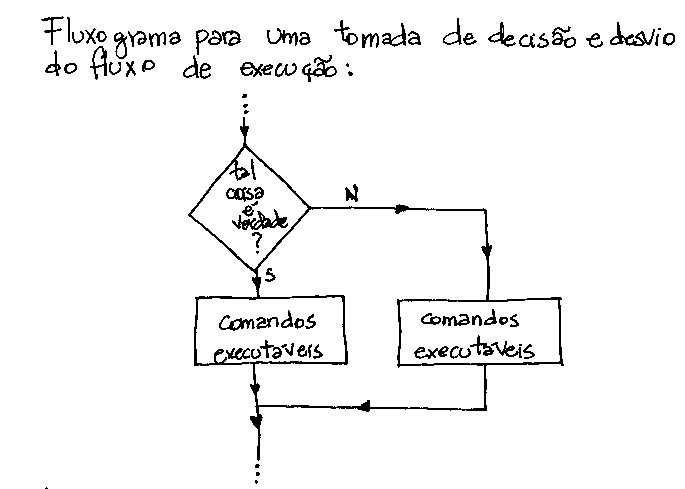 Fluxograma para uma tomada de decisão e desvio
do fluxo de execução:
tal
coisa
é
verdade
?
N
S
comandos
executaveis
comandos
executaveis